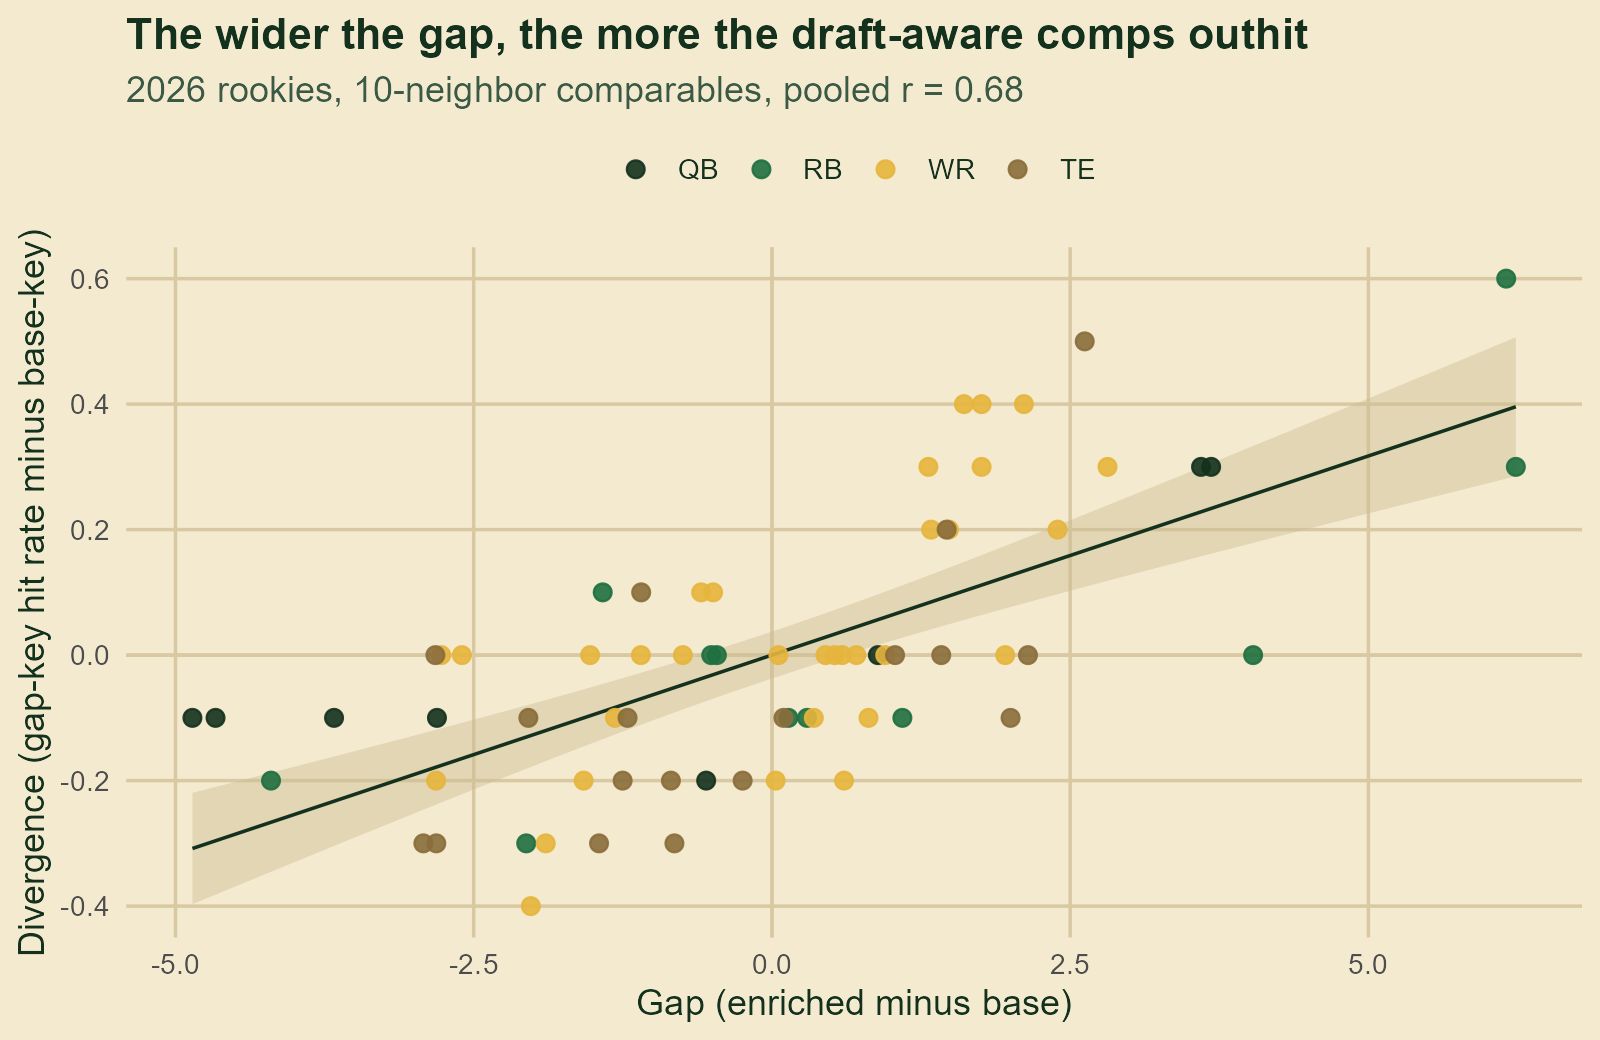 The wider the gap, the more the draft-aware comps outhit
2026 rookies, 10-neighbor comparables, pooled r = 0.68
QB RB WR TE
Divergence (gap-key hit rate minus base-key)
0.6
0.4
0.2
0.0
-0.2
-0.4
-5.0 -2.5 0.0 2.5 5.0
Gap (enriched minus base)